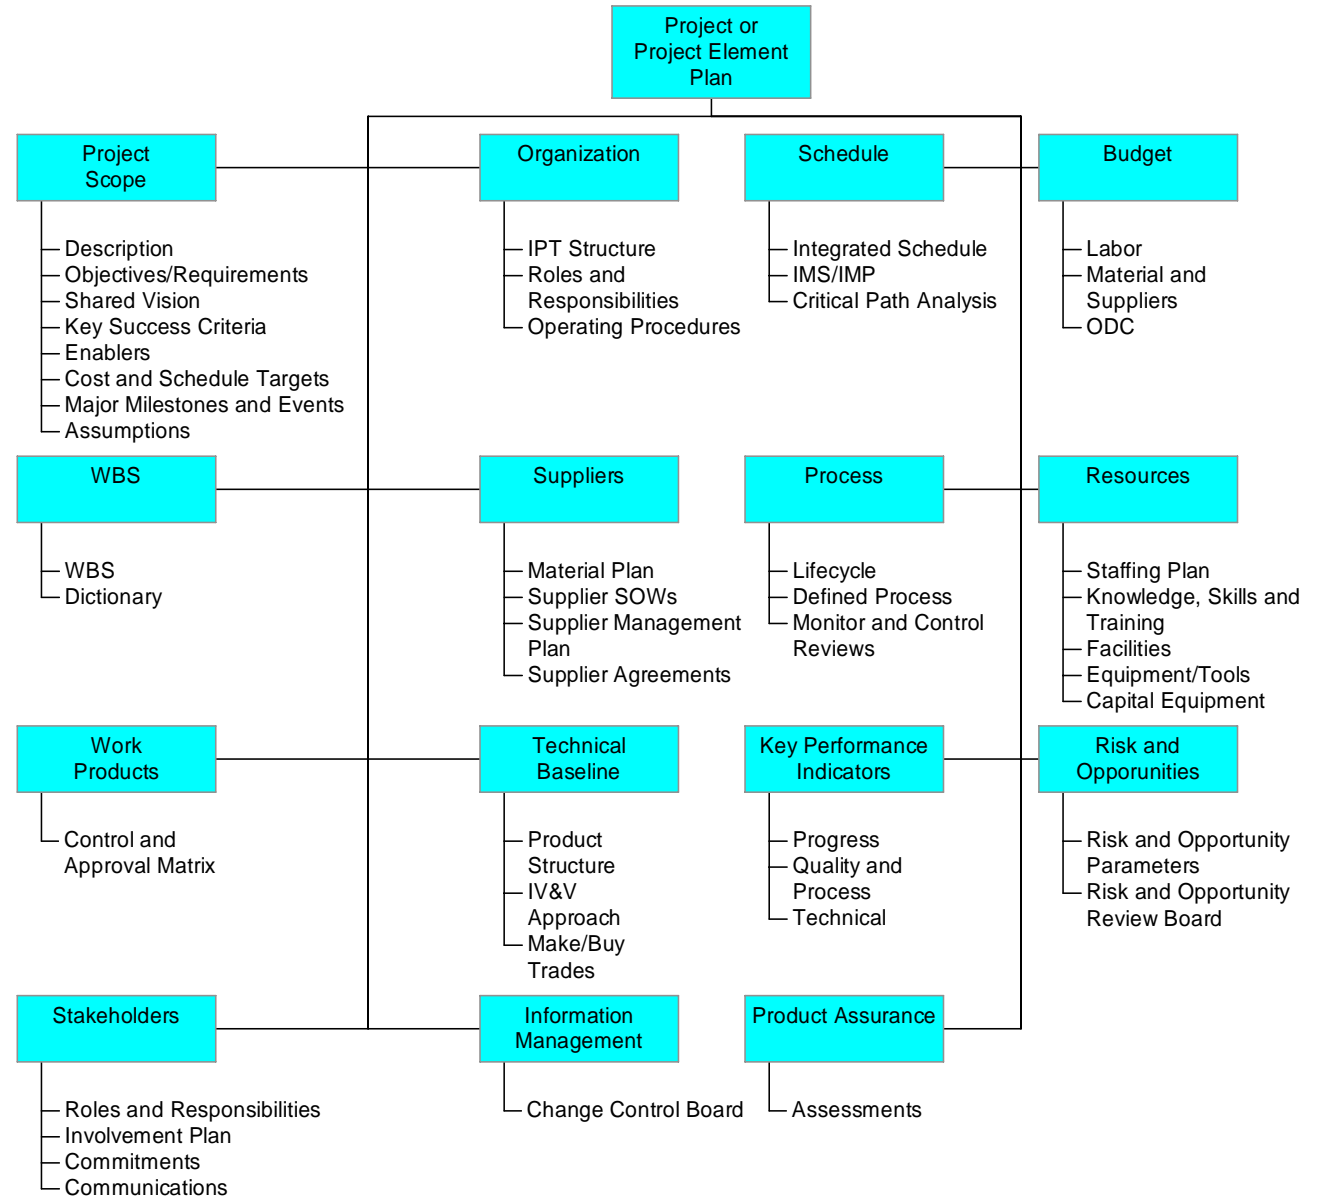 Project or
Project Element
Plan
Project
Scope
Description
Objectives/Requirements
Shared Vision
Key Success Criteria
Enablers
Cost and Schedule Targets
Major Milestones and Events
Assumptions
Organization
IPT Structure
Roles and
Responsibilities
Operating Procedures
Schedule
Integrated Schedule
IMS/IMP
Critical Path Analysis
Budget
Labor
Material and
Suppliers
ODC
WBS
WBS
Dictionary
Suppliers
Material Plan
Supplier SOWs
Supplier Management
Plan
Supplier Agreements
Process
Lifecycle
Defined Process
Monitor and Control
Reviews
Resources
Staffing Plan
Knowledge, Skills and
Training
Facilities
Equipment/Tools
Capital Equipment
Work
Products
Control and
Approval Matrix
Technical
Baseline
Product
Structure
IV&V
Approach
Make/Buy
Trades
Key Performance
Indicators
Progress
Quality and
Process
Technical
Risk and
Opporunities
Risk and Opportunity
Parameters
Risk and Opportunity
Review Board
Stakeholders
Roles and Responsibilities
Involvement Plan
Commitments
Communications
Information
Management
Change Control Board
Product Assurance
Assessments